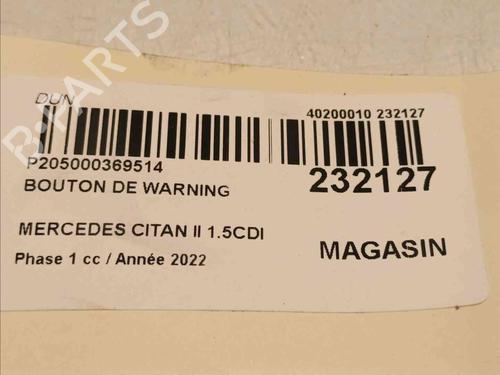 DUN
40200010 232127
P205000369514
232127
BOUTON DE WARNING
MERCEDES CITAN II 1.5CDI
MAGASIN
Phase 1 cc / Année 2022
B-PARTS